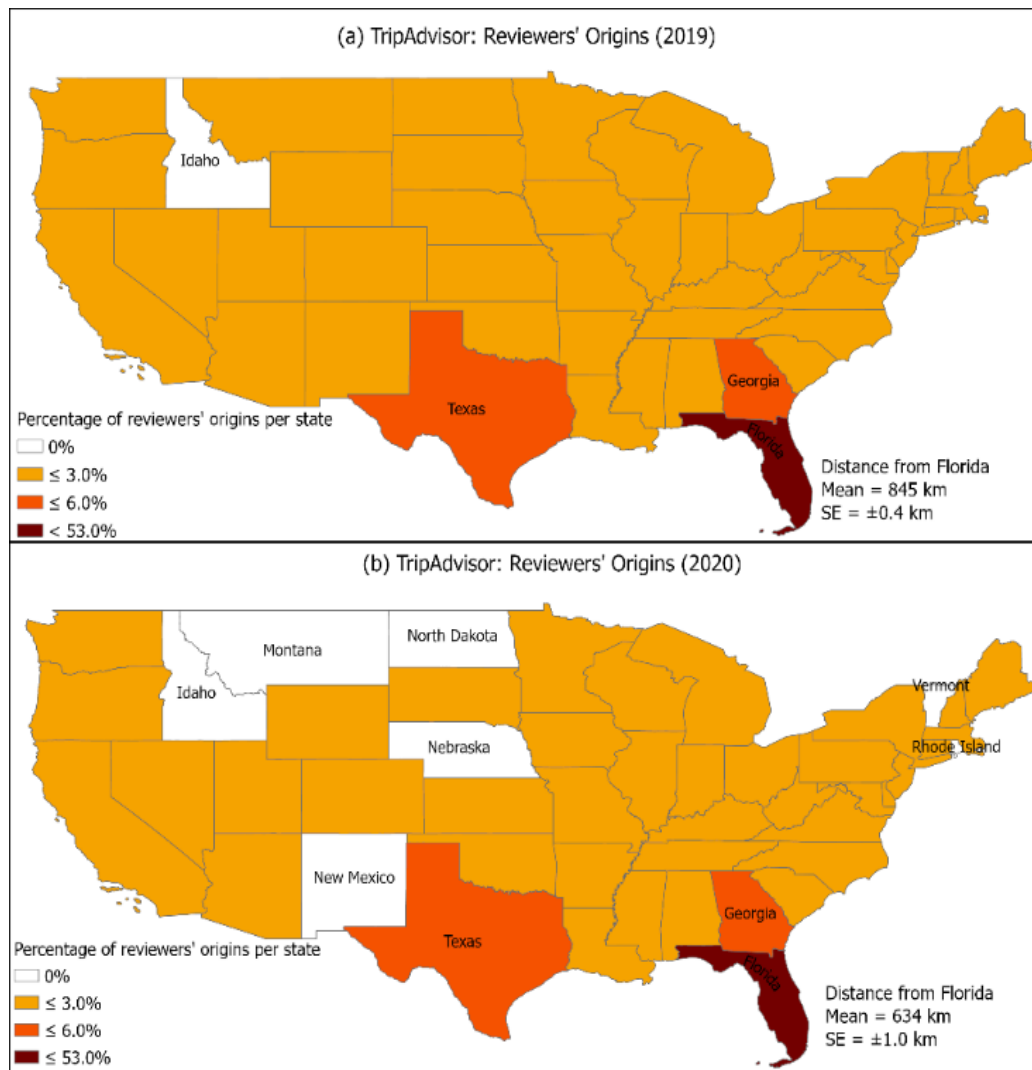 (a) TripAdvisor: Reviewers' Origins (2019)
Idaho
Georgia
Texas
Florida
Percentage of reviewers' origins per state
0%
≤ 3.0%
≤ 6.0%
< 53.0%
Distance from Florida
Mean = 845 km
SE = ±0.4 km
(b) TripAdvisor: Reviewers' Origins (2020)
North Dakota
Montana
Idaho
Vermont
Nebraska
Rhode Island
New Mexico
Georgia
Texas
Florida
Percentage of reviewers' origins per state
0%
≤ 3.0%
≤ 6.0%
≤ 53.0%
Distance from Florida
Mean = 634 km
SE = ±1.0 km